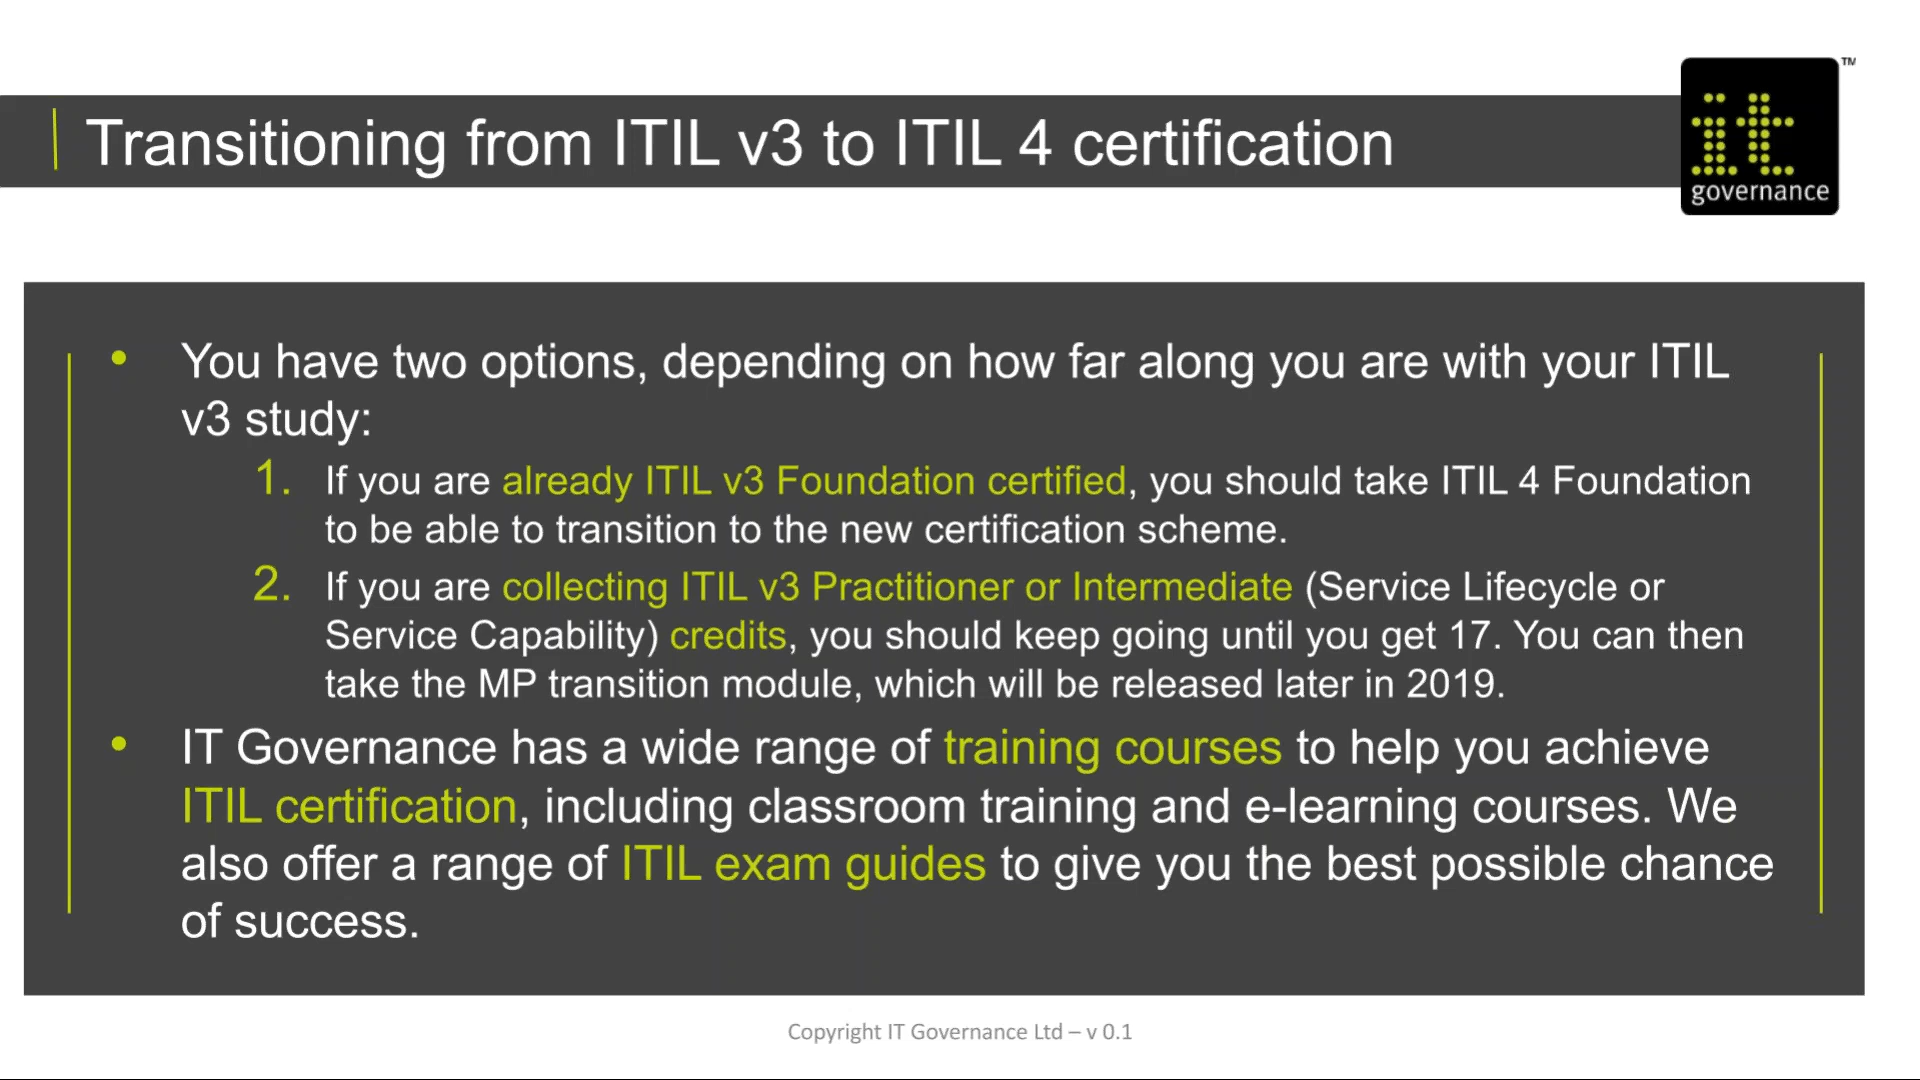 Transitioning from ITIL v3 to ITIL 4 certification
it
governance
TM
• You have two options, depending on how far along you are with your ITIL
v3 study:
1. If you are already ITIL v3 Foundation certified, you should take ITIL 4 Foundation
to be able to transition to the new certification scheme.
2. If you are collecting ITIL v3 Practitioner or Intermediate (Service Lifecycle or
Service Capability) credits, you should keep going until you get 17. You can then
take the MP transition module, which will be released later in 2019.
• IT Governance has a wide range of training courses to help you achieve
ITIL certification, including classroom training and e-learning courses. We
also offer a range of ITIL exam guides to give you the best possible chance
of success.
Copyright IT Governance Ltd – v 0.1